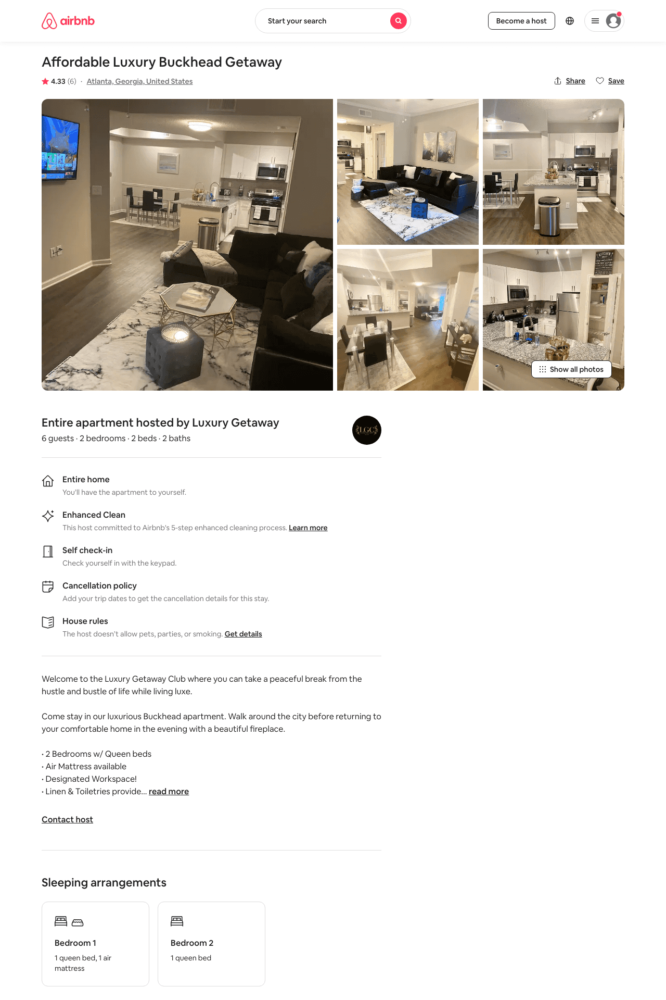 airbnb
Start your search
Become a host
Affordable Luxury Buckhead Getaway
4.33 (6) · Atlanta, Georgia, United States
Share
Save
NETFLIX
KITCHEN
Show all photos
Entire apartment hosted by Luxury Getaway
6 guests · 2 bedrooms · 2 beds · 2 baths
LGC
Entire home
You’ll have the apartment to yourself.
Enhanced Clean
This host committed to Airbnb's 5-step enhanced cleaning process. Learn more
Self check-in
Check yourself in with the keypad.
Cancellation policy
Add your trip dates to get the cancellation details for this stay.
House rules
The host doesn’t allow pets, parties, or smoking. Get details
Welcome to the Luxury Getaway Club where you can take a peaceful break from the
hustle and bustle of life while living luxe.
Come stay in our luxurious Buckhead apartment. Walk around the city before returning to
your comfortable home in the evening with a beautiful fireplace.
· 2 Bedrooms w/ Queen beds
· Air Mattress available
· Designated Workspace!
· Linen & Toiletries provide... read more
Contact host
Sleeping arrangements
Bedroom 1
1 queen bed, 1 air
mattress
Bedroom 2
1 queen bed